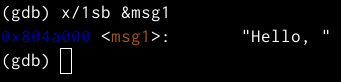 (gdb) x/1sb &msg1
0x804a000 <msg1>:        "Hello, "
(gdb)